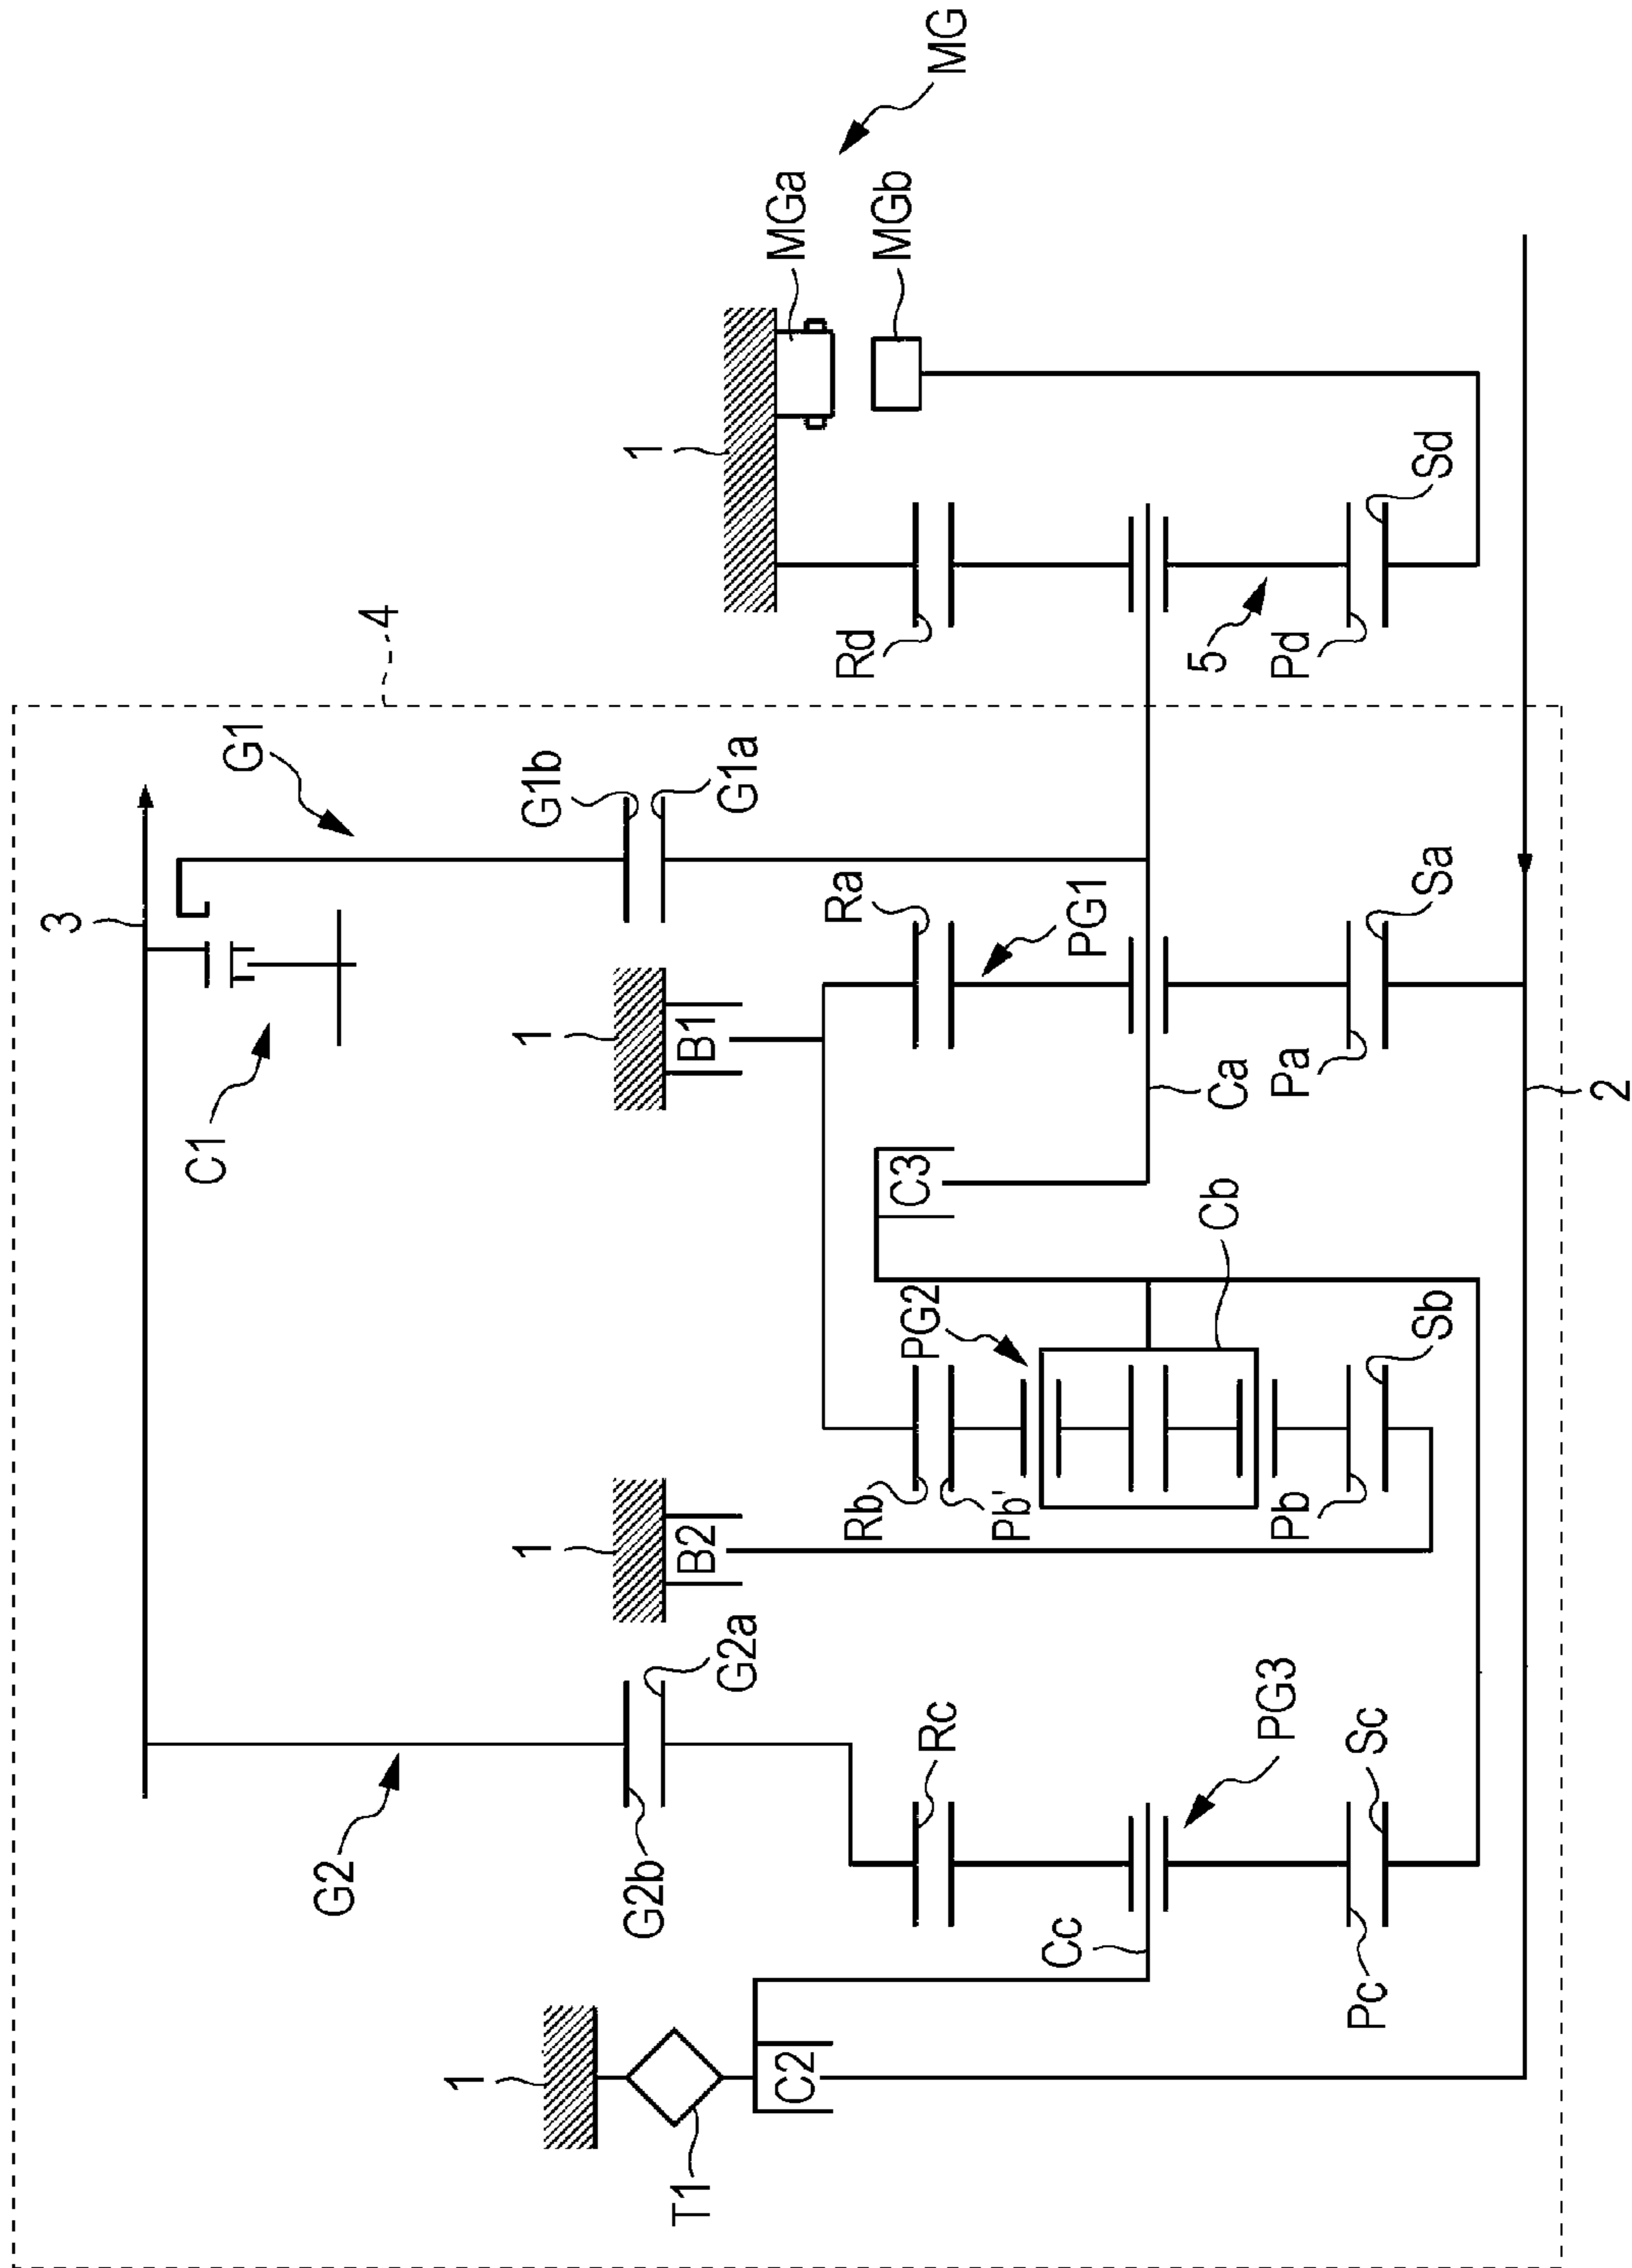 MG
MGa
MGb
1
Sd
4
Rd
5
Pd
G1
G1b
G1a
3
Ra
PG1
Sa
1
B1
C1
Ca
Pa
2
C3
Cb
PG2
Sb
1
B2
Rb
Pb'
Pb
G2a
Rc
PG3
Sc
G2
G2b
Cc
Pc
1
C2
T1